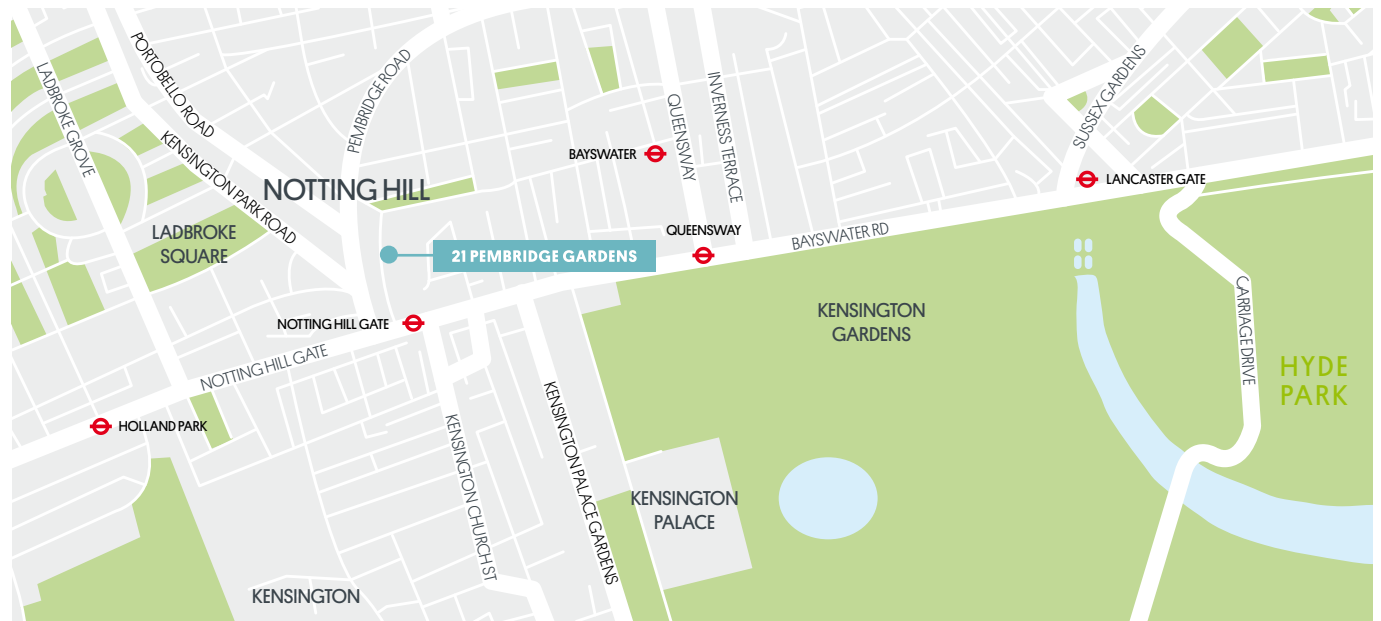 PORTOBELLO ROAD
LADBROKE GROVE
PEMBRIDGE ROAD
KENSINGTON PARK ROAD
NOTTING HILL
LADBROKE
SQUARE
BAYSWATER
QUEENSWAY
INVERNESS TERRACE
SUSSEX GARDENS
LANCASTER GATE
QUEENSWAY
BAYSWATER RD
21 PEMBRIDGE GARDENS
NOTTING HILL GATE
NOTTING HILL GATE
HOLLAND PARK
KENSINGTON
GARDENS
CARRIAGE DRIVE
HYDE
PARK
KENSINGTON CHURCH ST
KENSINGTON PALACE GARDENS
KENSINGTON
PALACE
KENSINGTON